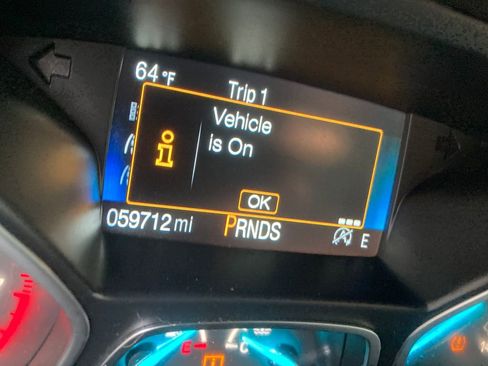 64°F
Trip 1
Vehicle
is On
i
OK
059712 mi
PRNDS
E
E
C